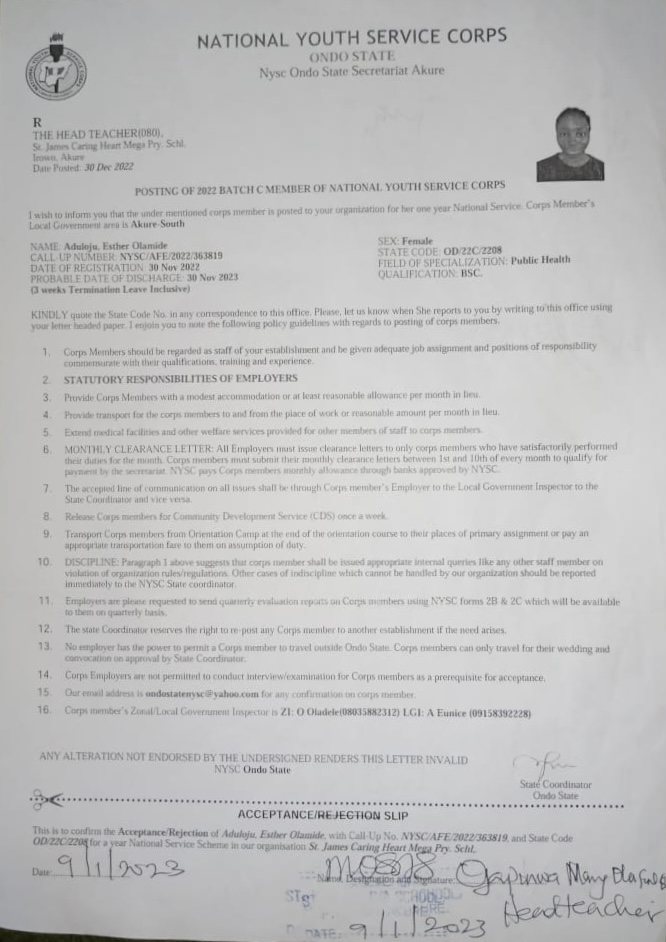 NATIONAL YOUTH SERVICE CORPS
ONDO STATE
Nysc Ondo State Secretariat Akure
R
THE HEAD TEACHER(080),
St. James Caring Heart Mega Pry. Schl.
Irowo, Akure
Date Posted: 30 Dec 2022
POSTING OF 2022 BATCH C MEMBER OF NATIONAL YOUTH SERVICE CORPS
I wish to inform you that the under mentioned corps member is posted to your organization for her one year National Service. Corps Member's
Local Government area is Akure-South
NAME: Aduloju, Esther Olamide
CALL-UP NUMBER: NYSC/AFE/2022/363819
DATE OF REGISTRATION: 30 Nov 2022
PROBABLE DATE OF DISCHARGE: 30 Nov 2023
(3 weeks Termination Leave Inclusive)
SEX: Female
STATE CODE: OD/22C/2208
FIELD OF SPECIALIZATION: Public Health
QUALIFICATION: BSC.
KINDLY quote the State Code No. in any correspondence to this office. Please, let us know when She reports to you by writing to this office using
your letter headed paper. I enjoin you to note the following policy guidelines with regards to posting of corps members.
1. Corps Members should be regarded as staff of your establishment and be given adequate job assignment and positions of responsibility
commensurate with their qualifications, training and experience.
2. STATUTORY RESPONSIBILITIES OF EMPLOYERS
3. Provide Corps Members with a modest accommodation or at least reasonable allowance per month in lieu.
4. Provide transport for the corps members to and from the place of work or reasonable amount per month in lieu.
5. Extend medical facilities and other welfare services provided for other members of staff to corps members.
6. MONTHLY CLEARANCE LETTER: All Employers must issue clearance letters to only corps members who have satisfactorily performed
their duties for the month. Corps members must submit their monthly clearance letters between 1st and 10th of every month to qualify for
payment by the secretariat. NYSC pays Corps members monthly allowance through banks approved by NYSC.
7. The accepted line of communication on all issues shall be through Corps member's Employer to the Local Government Inspector to the
State Coordinator and vice versa.
8. Release Corps members for Community Development Service (CDS) once a week.
9. Transport Corps members from Orientation Camp at the end of the orientation course to their places of primary assignment or pay an
appropriate transportation fare to them on assumption of duty.
10. DISCIPLINE: Paragraph 1 above suggests that corps member shall be issued appropriate internal queries like any other staff member on
violation of organization rules/regulations. Other cases of indiscipline which cannot be handled by our organization should be reported
immediately to the NYSC State coordinator.
11. Employers are please requested to send quarterly evaluation reports on Corps members using NYSC forms 2B & 2C which will be available
to them on quarterly basis.
12. The state Coordinator reserves the right to re-post any Corps member to another establishment if the need arises.
13. No employer has the power to permit a Corps member to travel outside Ondo State. Corps members can only travel for their wedding and
convocation on approval by State Coordinator.
14. Corps Employers are not permitted to conduct interview/examination for Corps members as a prerequisite for acceptance.
15. Our email address is ondostatenysc@yahoo.com for any confirmation on corps member.
16. Corps member's Zonal/Local Government Inspector is ZI: O Oladele(08035882312) LGI: A Eunice (09158392228)
ANY ALTERATION NOT ENDORSED BY THE UNDERSIGNED RENDERS THIS LETTER INVALID
NYSC Ondo State
State Coordinator
Ondo State
ACCEPTANCE/REJECTION SLIP
This is to confirm the Acceptance/Rejection of Aduloju, Esther Olamide, with Call-Up No. NYSC/AFE/2022/363819, and State Code
OD/22C/2208 for a year National Service Scheme in our organisation St. James Caring Heart Mega Pry. Schl.
Date: 9/1/2023
Name, Designation and Signature:
Mary
Headteacher
DATE: 9/1/2023